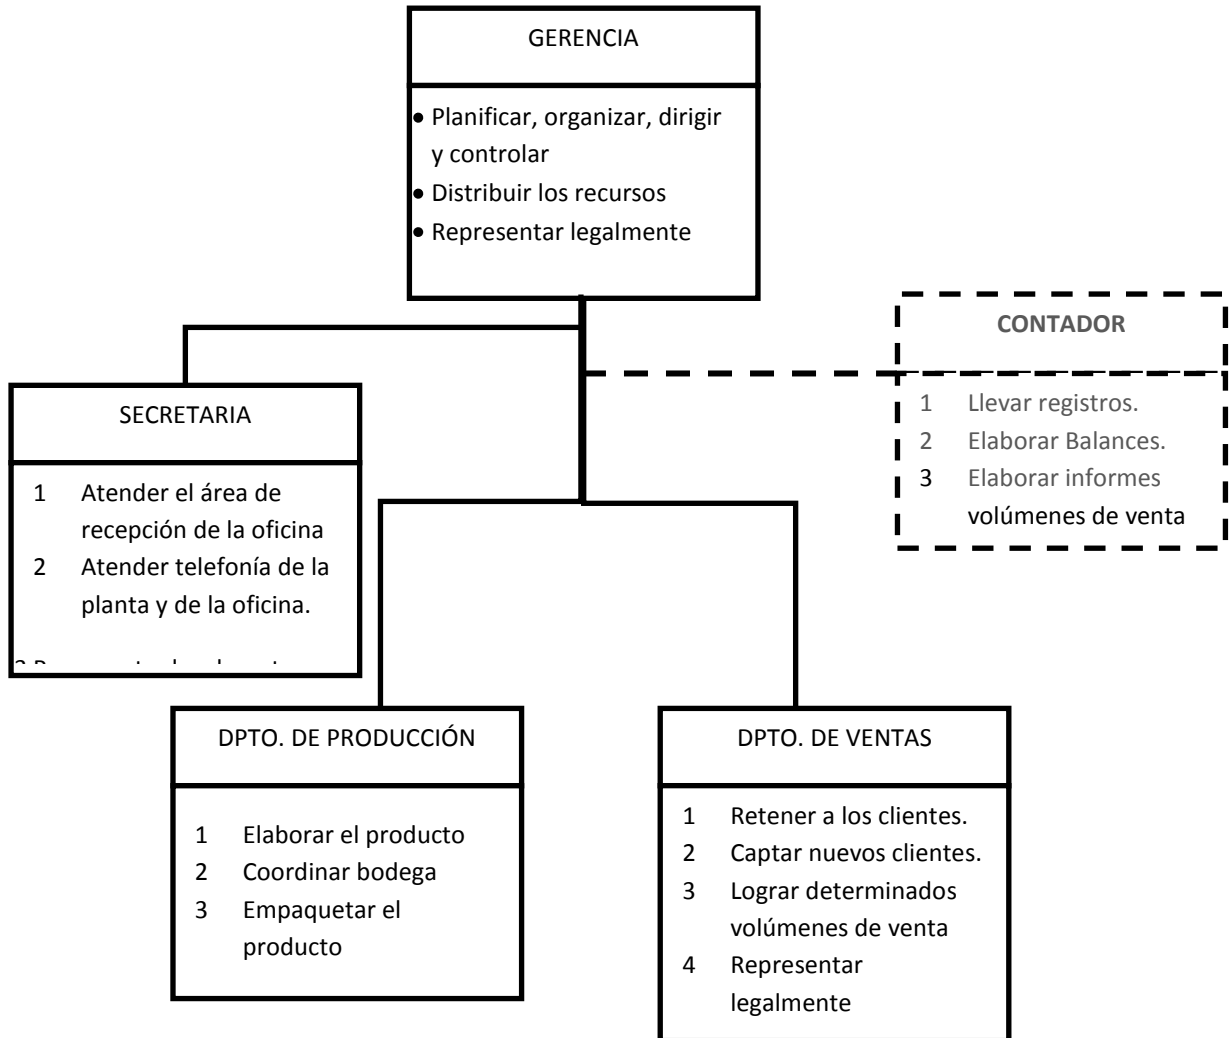 GERENCIA
• Planificar, organizar, dirigir
y controlar
• Distribuir los recursos
• Representar legalmente
CONTADOR
1 Llevar registros.
2 Elaborar Balances.
3 Elaborar informes
volúmenes de venta
SECRETARIA
1 Atender el área de
recepción de la oficina
2 Atender telefonía de la
planta y de la oficina.
DPTO. DE PRODUCCIÓN
1 Elaborar el producto
2 Coordinar bodega
3 Empaquetar el
producto
DPTO. DE VENTAS
1 Retener a los clientes.
2 Captar nuevos clientes.
3 Lograr determinados
volúmenes de venta
4 Representar
legalmente